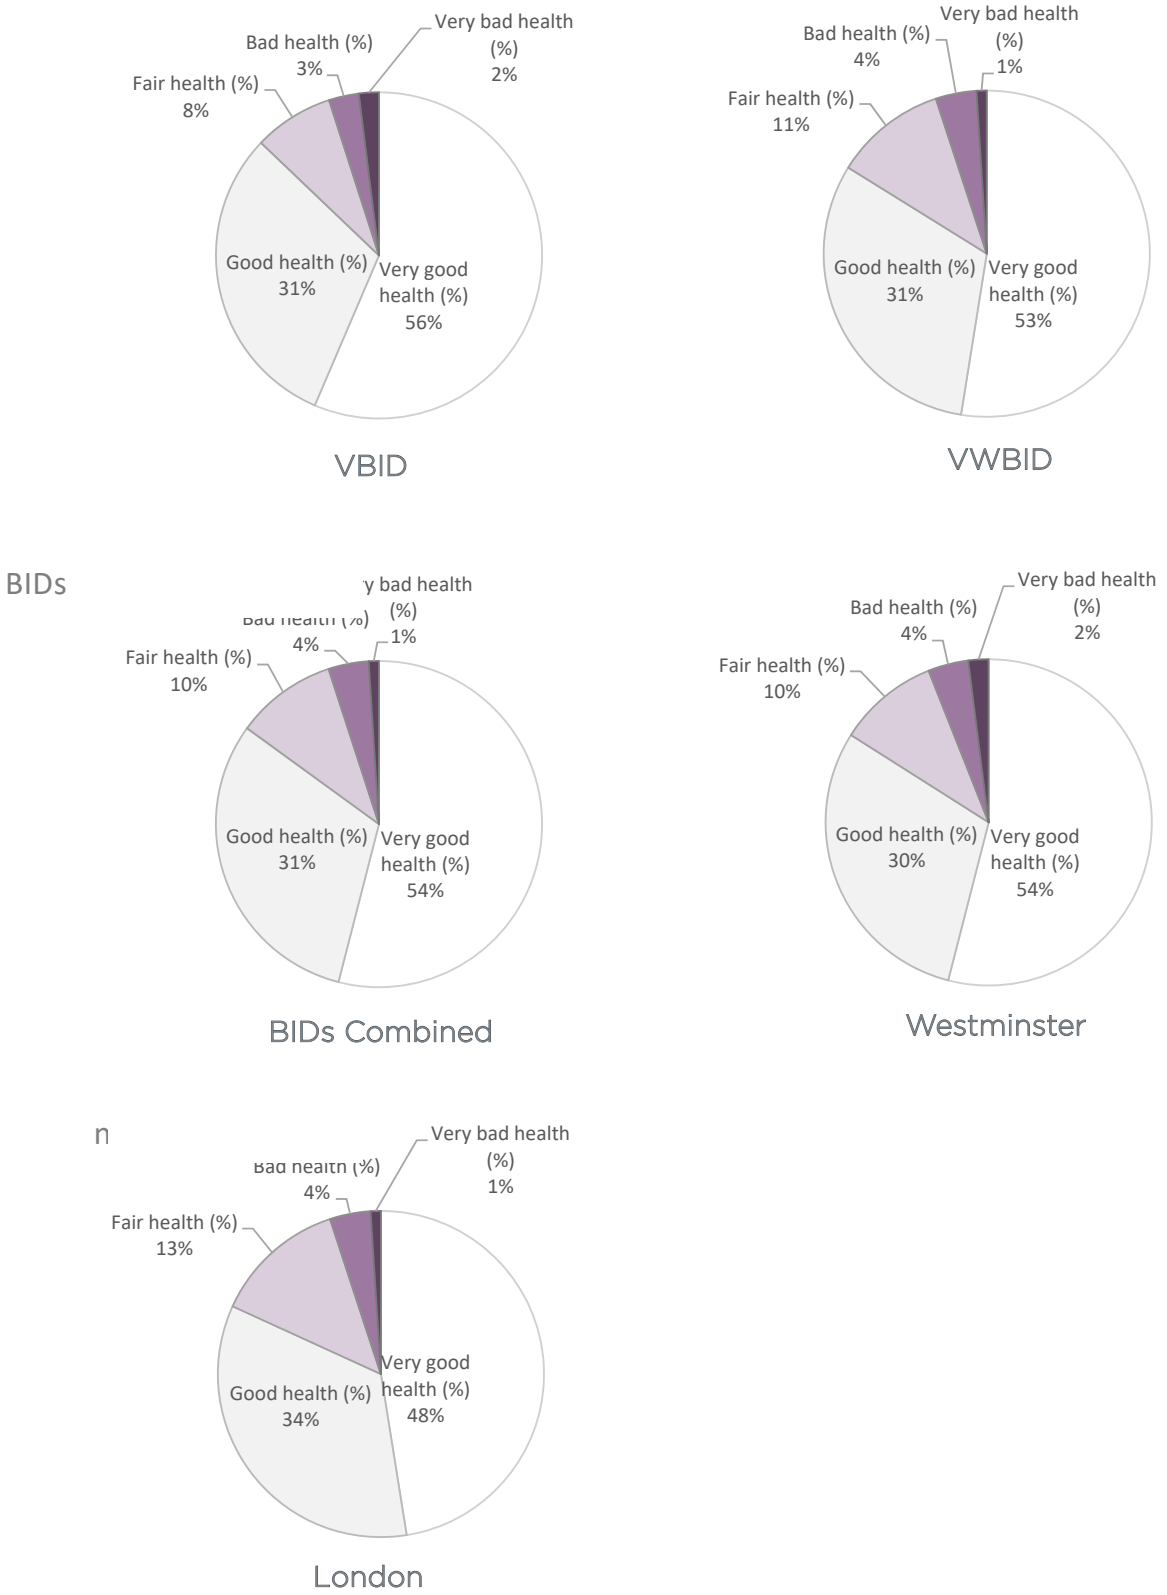 Very bad health
(%)
2%
Bad health (%)
3%
Fair health (%)
8%
Good health (%)
31%
Very good
health (%)
56%
VBID
Very bad health
(%)
1%
Bad health (%)
4%
Fair health (%)
11%
Good health (%)
31%
Very good
health (%)
53%
VWBID
BIDs
y bad health
(%)
1%
Bad health (%)
4%
Fair health (%)
10%
Good health (%)
31%
Very good
health (%)
54%
BIDs Combined
Very bad health
(%)
2%
Bad health (%)
4%
Fair health (%)
10%
Good health (%)
30%
Very good
health (%)
54%
Westminster
n
Very bad health
(%)
1%
Bad health (%)
4%
Fair health (%)
13%
Good health (%)
34%
Very good
health (%)
48%
London